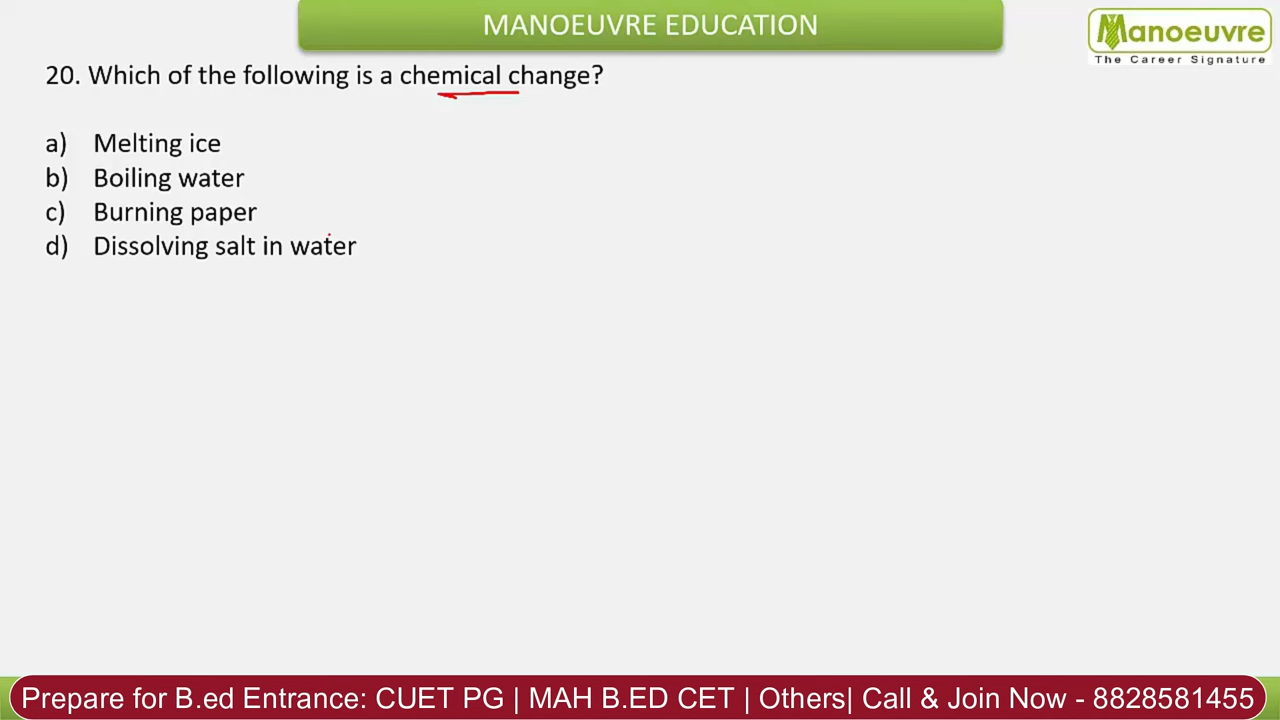 MANOEUVRE EDUCATION
Manoeuvre
The Career Signature
20. Which of the following is a chemical change?
a) Melting ice
b) Boiling water
c) Burning paper
d) Dissolving salt in water
Prepare for B.ed Entrance: CUET PG | MAH B.ED CET | Others| Call & Join Now - 8828581455